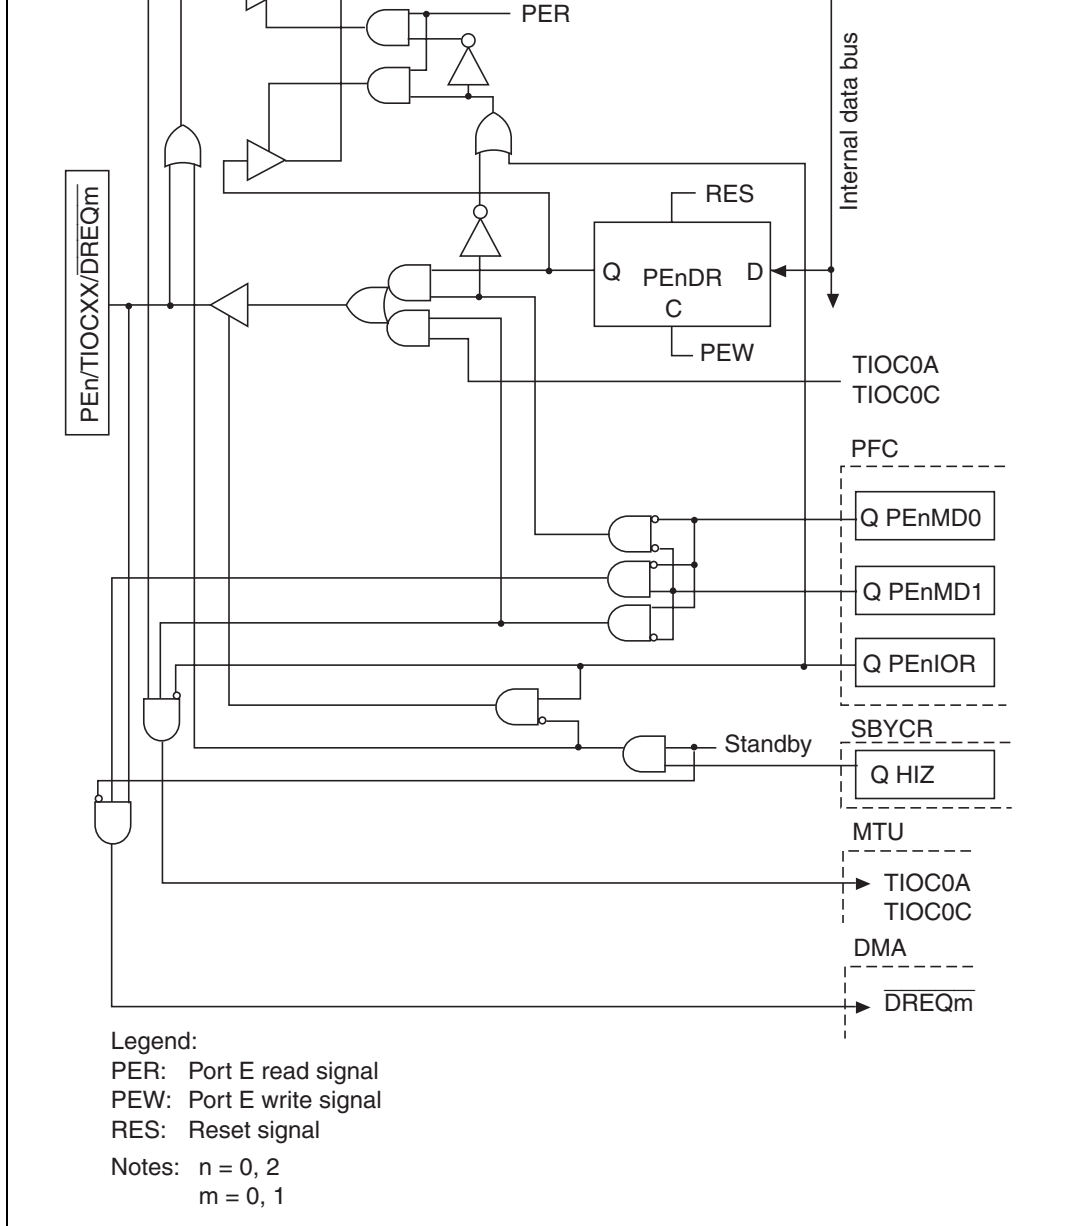 PER
Internal data bus
RES
PEn/TIOCXX/DREQm
Q PEnDR D
C
PEW
TIOC0A
TIOC0C
PFC
Q PEnMD0
Q PEnMD1
Q PEnIOR
SBYCR
Standby
Q HIZ
MTU
TIOC0A
TIOC0C
DMA
DREQm
Legend:
PER: Port E read signal
PEW: Port E write signal
RES: Reset signal
Notes: n = 0, 2
m = 0, 1